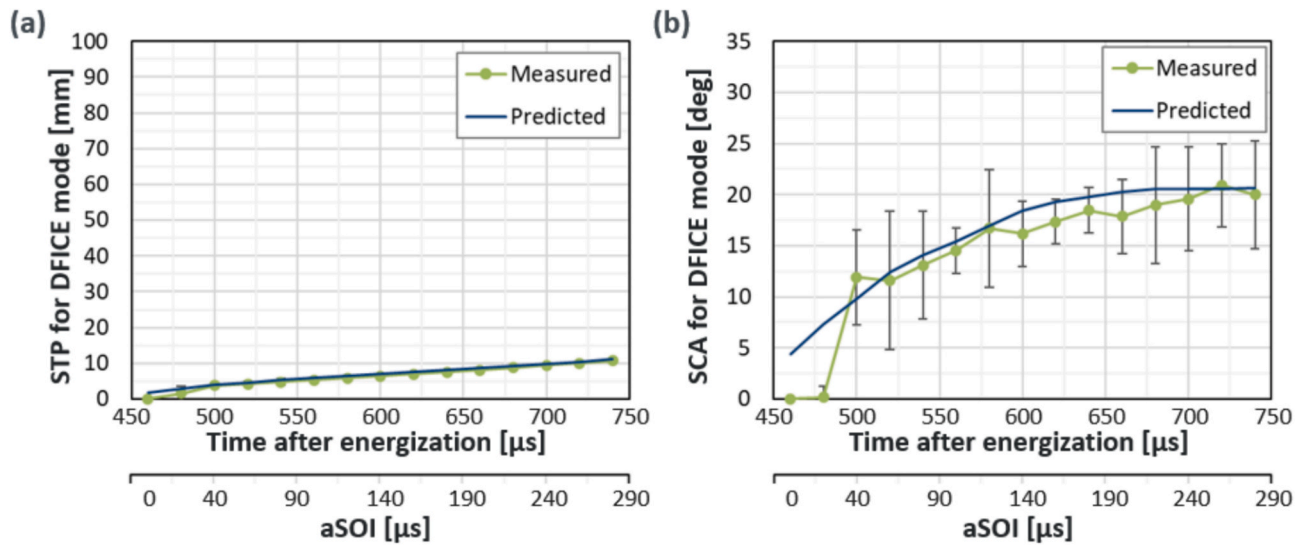 (a)
STP for DFICE mode [mm]
100
90
80
70
60
50
40
30
20
10
0
Measured
Predicted
450 500 550 600 650 700 750
Time after energization [µs]
0 40 90 140 190 240 290
aSOI [µs]
(b)
SCA for DFICE mode [deg]
35
30
25
20
15
10
5
0
Measured
Predicted
450 500 550 600 650 700 750
Time after energization [µs]
0 40 90 140 190 240 290
aSOI [µs]